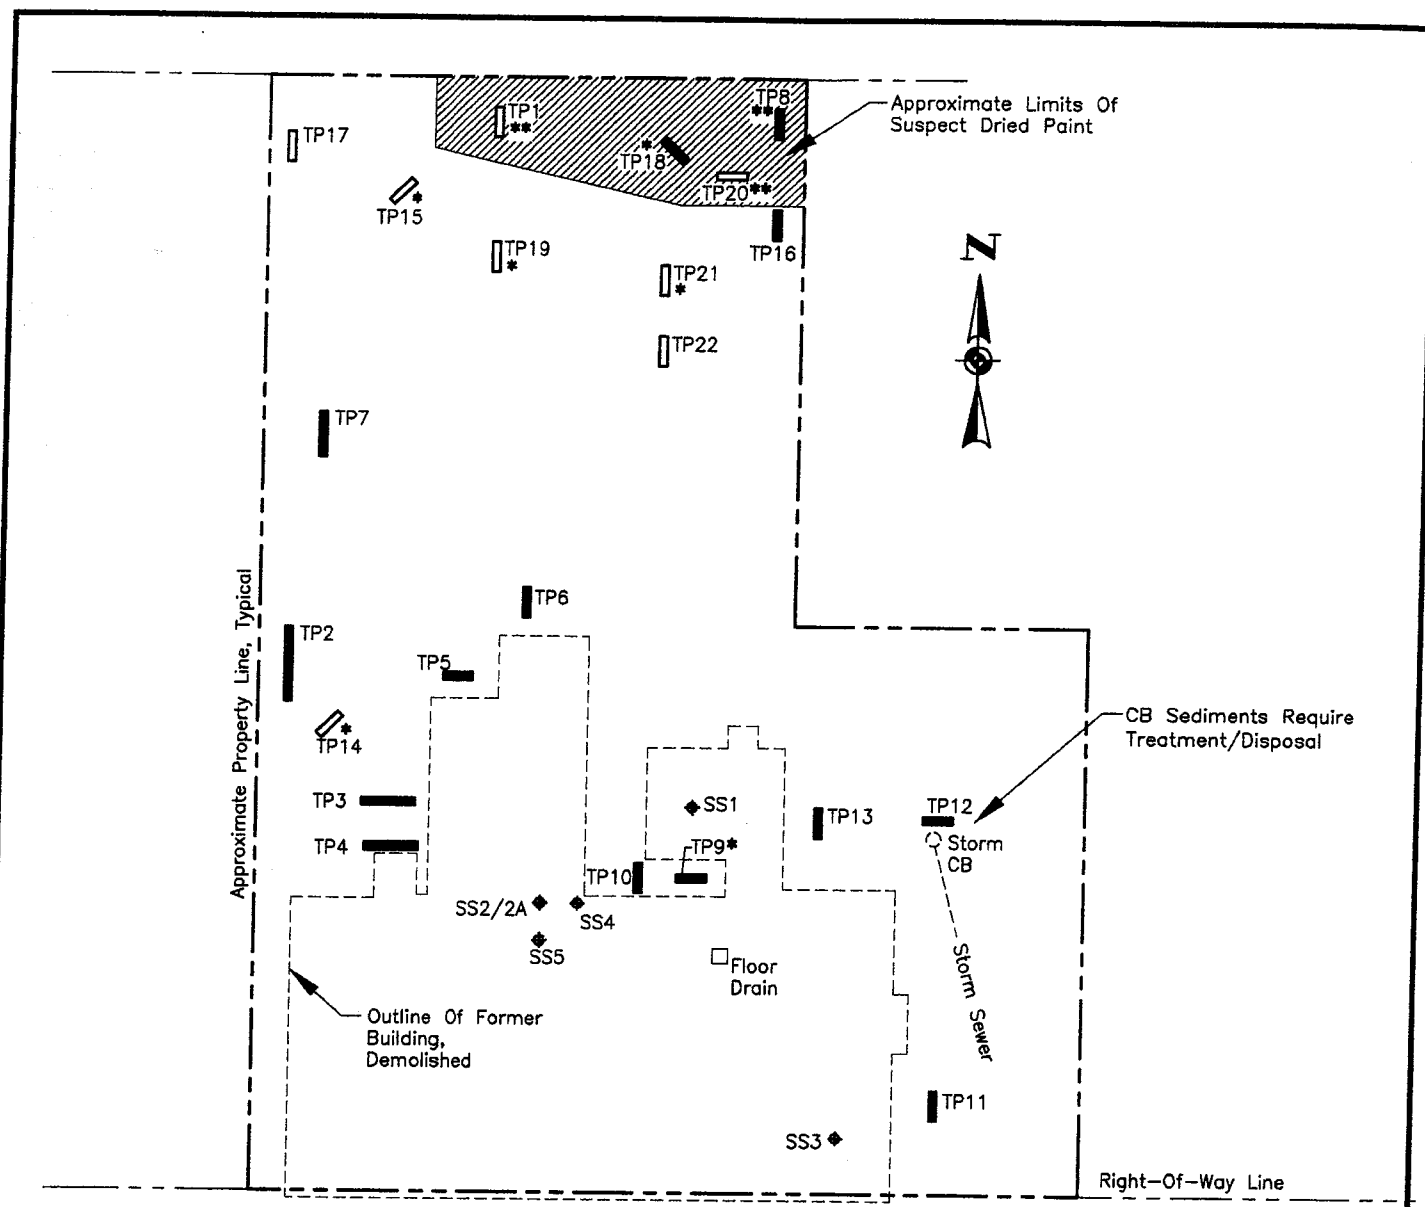 TP1
**
TP8
**
Approximate Limits Of
Suspect Dried Paint
TP17
*
TP18
TP20**
*
TP15
TP19
*
TP16
N
TP21
*
TP22
TP7
Approximate Property Line, Typical
TP6
TP2
TP5
*
TP14
CB Sediments Require
Treatment/Disposal
TP3
SS1
TP13
TP12
TP4
TP9*
Storm
CB
TP10
SS2/2A
SS4
SS5
Floor
Drain
Storm Sewer
Outline Of Former
Building,
Demolished
TP11
SS3
Right-Of-Way Line